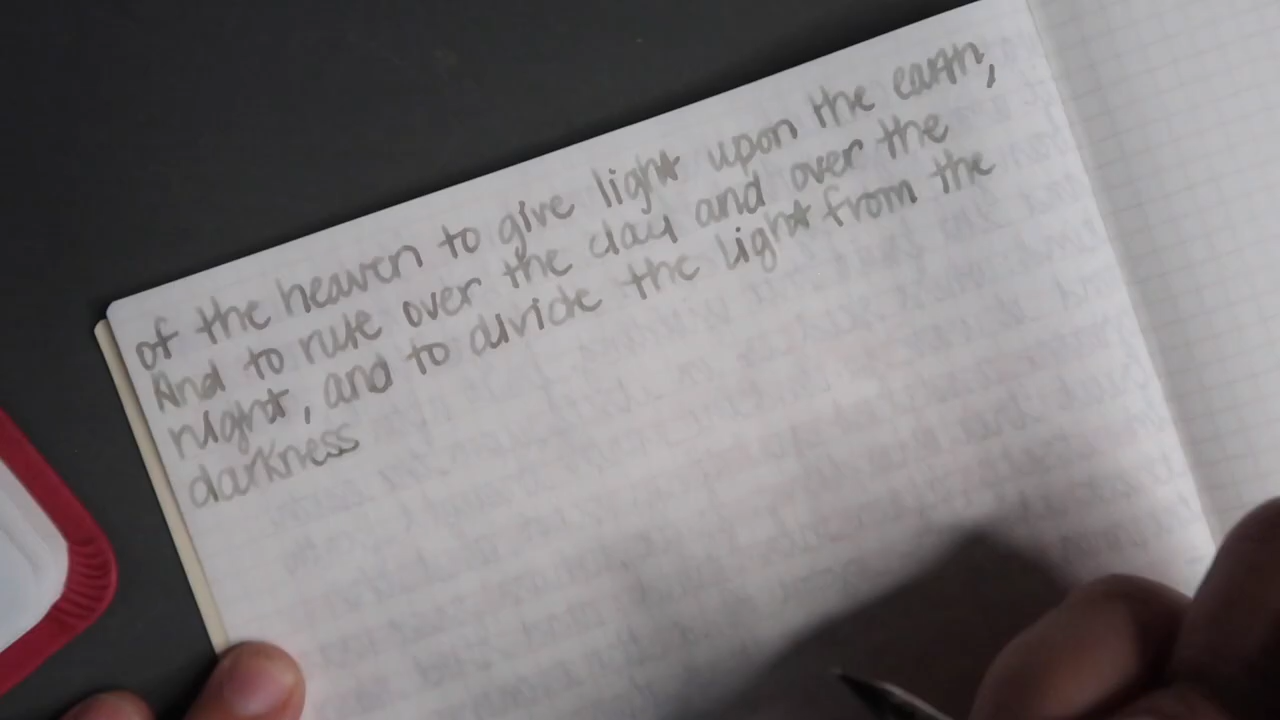 of the heaven to give light upon the earth,
And to rule over the day and over the
night, and to divide the light from the
darkness